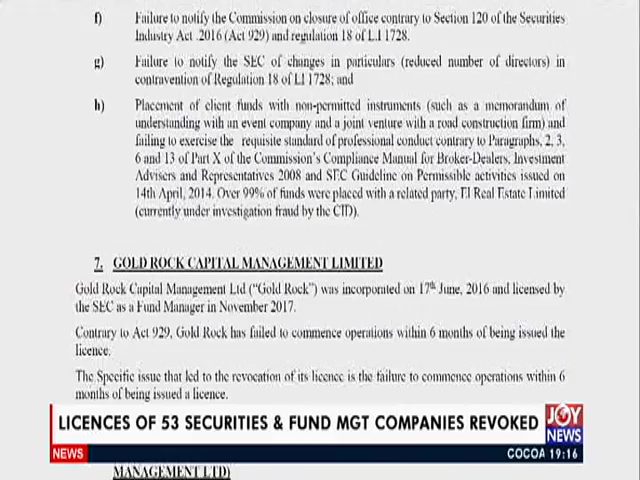 f) Failure to notify the Commission on closure of office contrary to Section 120 of the Securities
Industry Act .2016 (Act 929) and regulation 18 of L.I 1728.
g) Failure to notify the SEC of changes in particulars (reduced number of directors) in
contravention of Regulation 18 of LI 1728; and
h) Placement of client funds with non-permitted instruments (such as a memorandum of
understanding with an event company and a joint venture with a road construction firm) and
failing to exercise the requisite standard of professional conduct contrary to Paragraphs, 2, 3,
6 and 13 of Part X of the Commission's Compliance Manual for Broker-Dealers, Investment
Advisers and Representatives 2008 and SEC Guideline on Permissible activities issued on
14th April, 2014. Over 99% of funds were placed with a related party, EI Real Estate Limited
(currently under investigation fraud by the CID).
7. GOLD ROCK CAPITAL MANAGEMENT LIMITED
Gold Rock Capital Management Ltd ("Gold Rock") was incorporated on 17th June, 2016 and licensed by
the SEC as a Fund Manager in November 2017.
Contrary to Act 929, Gold Rock has failed to commence operations within 6 months of being issued the
licence.
The Specific issue that led to the revocation of its licence is the failure to commence operations within 6
months of being issued a licence.
LICENCES OF 53 SECURITIES & FUND MGT COMPANIES REVOKED
JOY
NEWS
NEWS
COCOA 19:16
MANAGEMENT LTD)